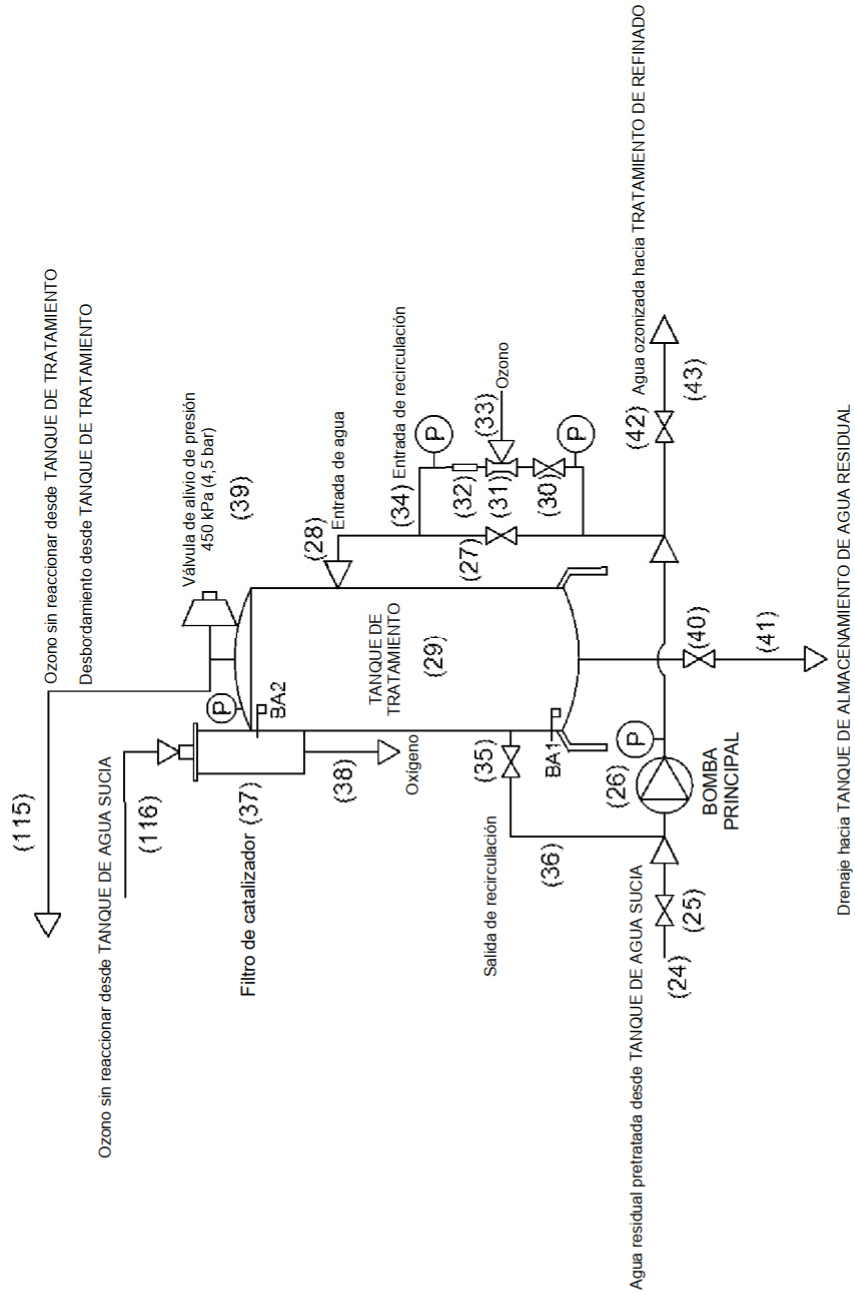 (115)
Ozono sin reaccionar desde TANQUE DE TRATAMIENTO
Desbordamiento desde TANQUE DE TRATAMIENTO
Ozono sin reaccionar desde TANQUE DE AGUA SUCIA
(116)
Válvula de alivio de presión
450 kPa (4,5 bar)
(39)
P
BA2
Filtro de catalizador (37)
(38)
Oxígeno
TANQUE DE
TRATAMIENTO
(29)
(28)
Entrada de agua
(34)
Entrada de recirculación
P
(32)
(33)
Ozono
(31)
(30)
P
(27)
Salida de recirculación
(35)
BA1
(36)
Agua residual pretratada desde TANQUE DE AGUA SUCIA
(24)
(25)
(26)
P
BOMBA
PRINCIPAL
(40)
(41)
Drenaje hacia TANQUE DE ALMACENAMIENTO DE AGUA RESIDUAL
(42)
Agua ozonizada hacia TRATAMIENTO DE REFINADO
(43)